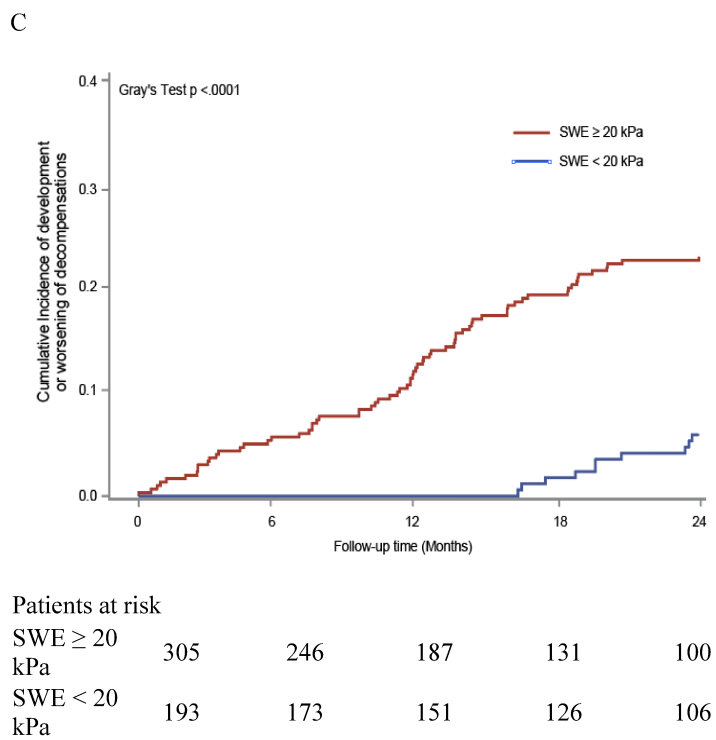 C
0.4
Gray's Test p <.0001
SWE ≥ 20 kPa
SWE < 20 kPa
0.3
0.2
0.1
0.0
Cumulative incidence of development
or worsening of decompensations
0 6 12 18 24
Follow-up time (Months)
Patients at risk
SWE ≥ 20
kPa
305 246 187 131 100
SWE < 20
kPa
193 173 151 126 106